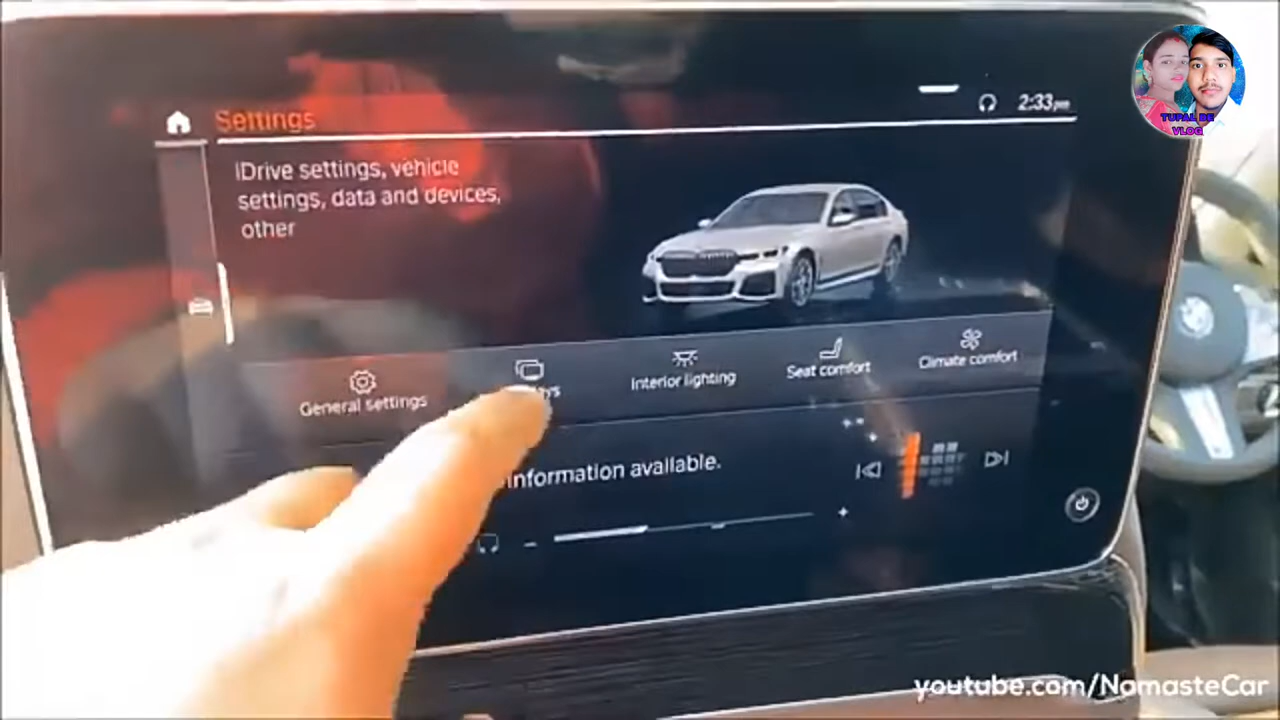 TUPAL DE
VLOG
2:33pm
Settings
iDrive settings, vehicle
settings, data and devices,
other
General settings
Interior lighting
Seat comfort
Climate comfort
information available.
youtube.com/NamasteCar